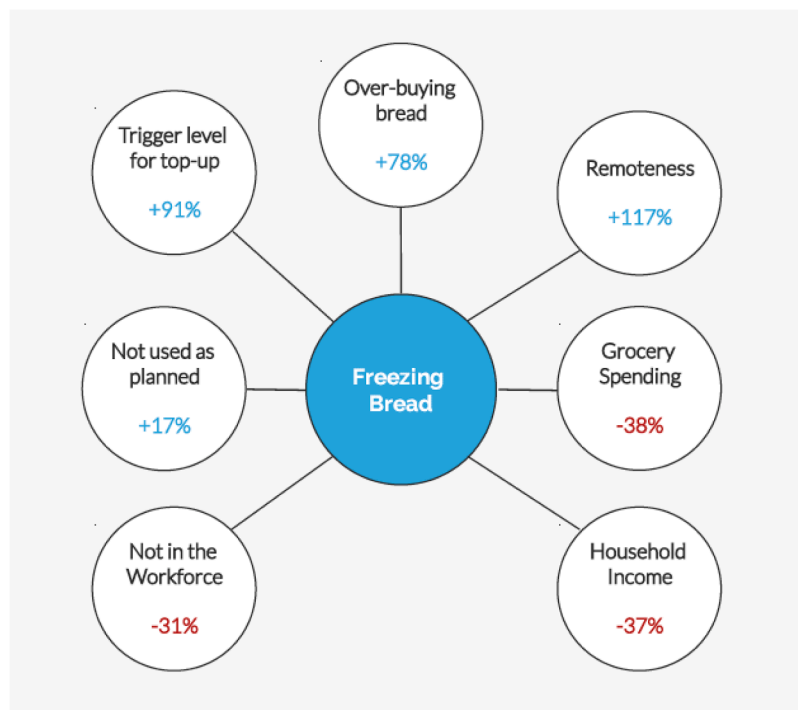 Over-buying
bread
+78%
Trigger level
for top-up
+91%
Remoteness
+117%
Freezing
Bread
Not used as
planned
+17%
Grocery
Spending
-38%
Not in the
Workforce
-31%
Household
Income
-37%